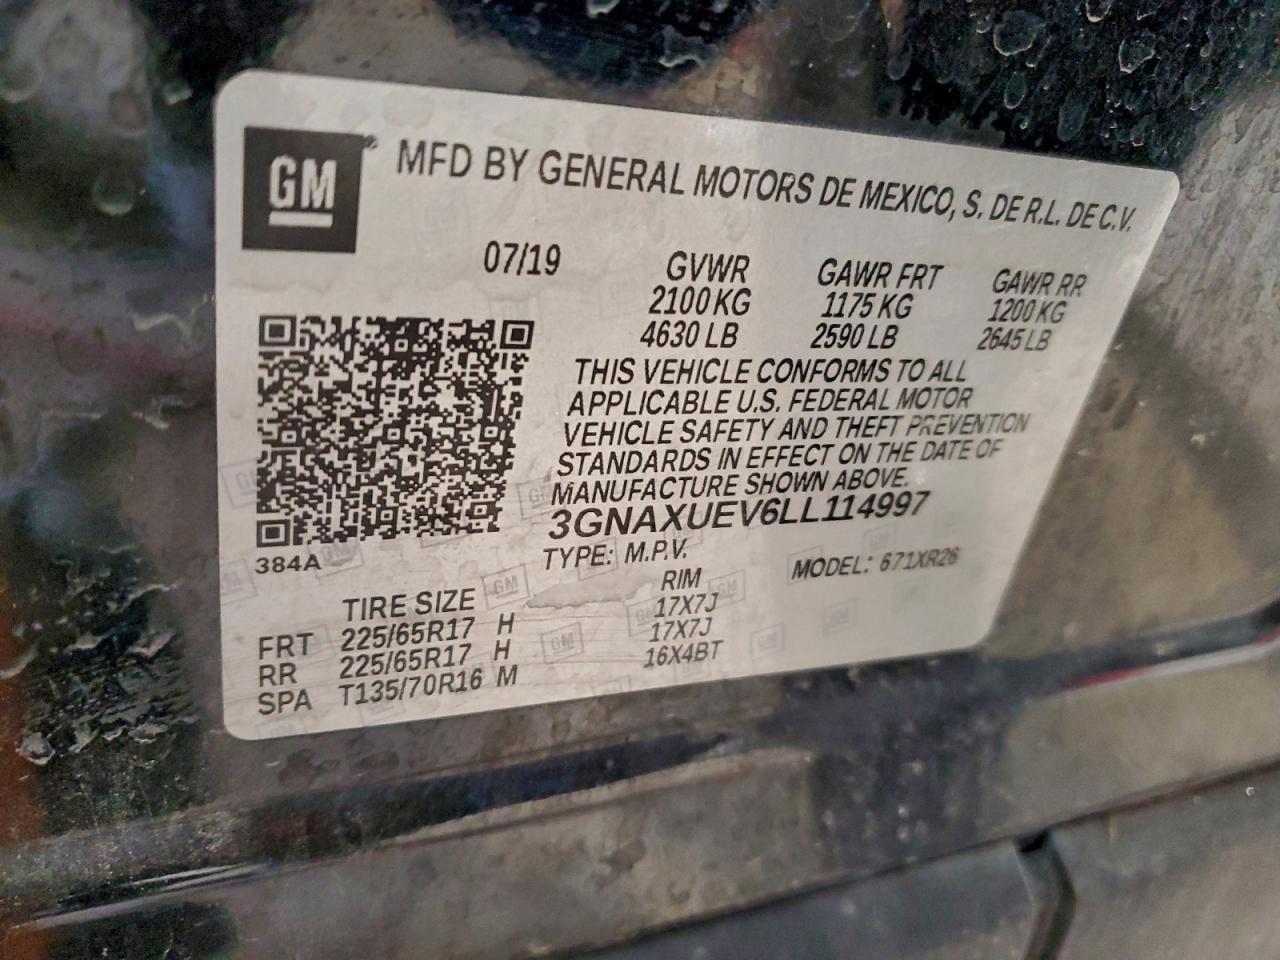 GM ® MFD BY GENERAL MOTORS DE MEXICO, S. DE R.L. DE C.V.
07/19 GVWR GAWR FRT GAWR RR
2100 KG 1175 KG 1200 KG
4630 LB 2590 LB 2645 LB
THIS VEHICLE CONFORMS TO ALL
APPLICABLE U.S. FEDERAL MOTOR
VEHICLE SAFETY AND THEFT PREVENTION
STANDARDS IN EFFECT ON THE DATE OF
MANUFACTURE SHOWN ABOVE.
3GNAXUEV6LL114997
384A TYPE: M.P.V. MODEL: 671XR26
TIRE SIZE RIM
FRT 225/65R17 H 17X7J
RR 225/65R17 H 17X7J
SPA T135/70R16 M 16X4BT